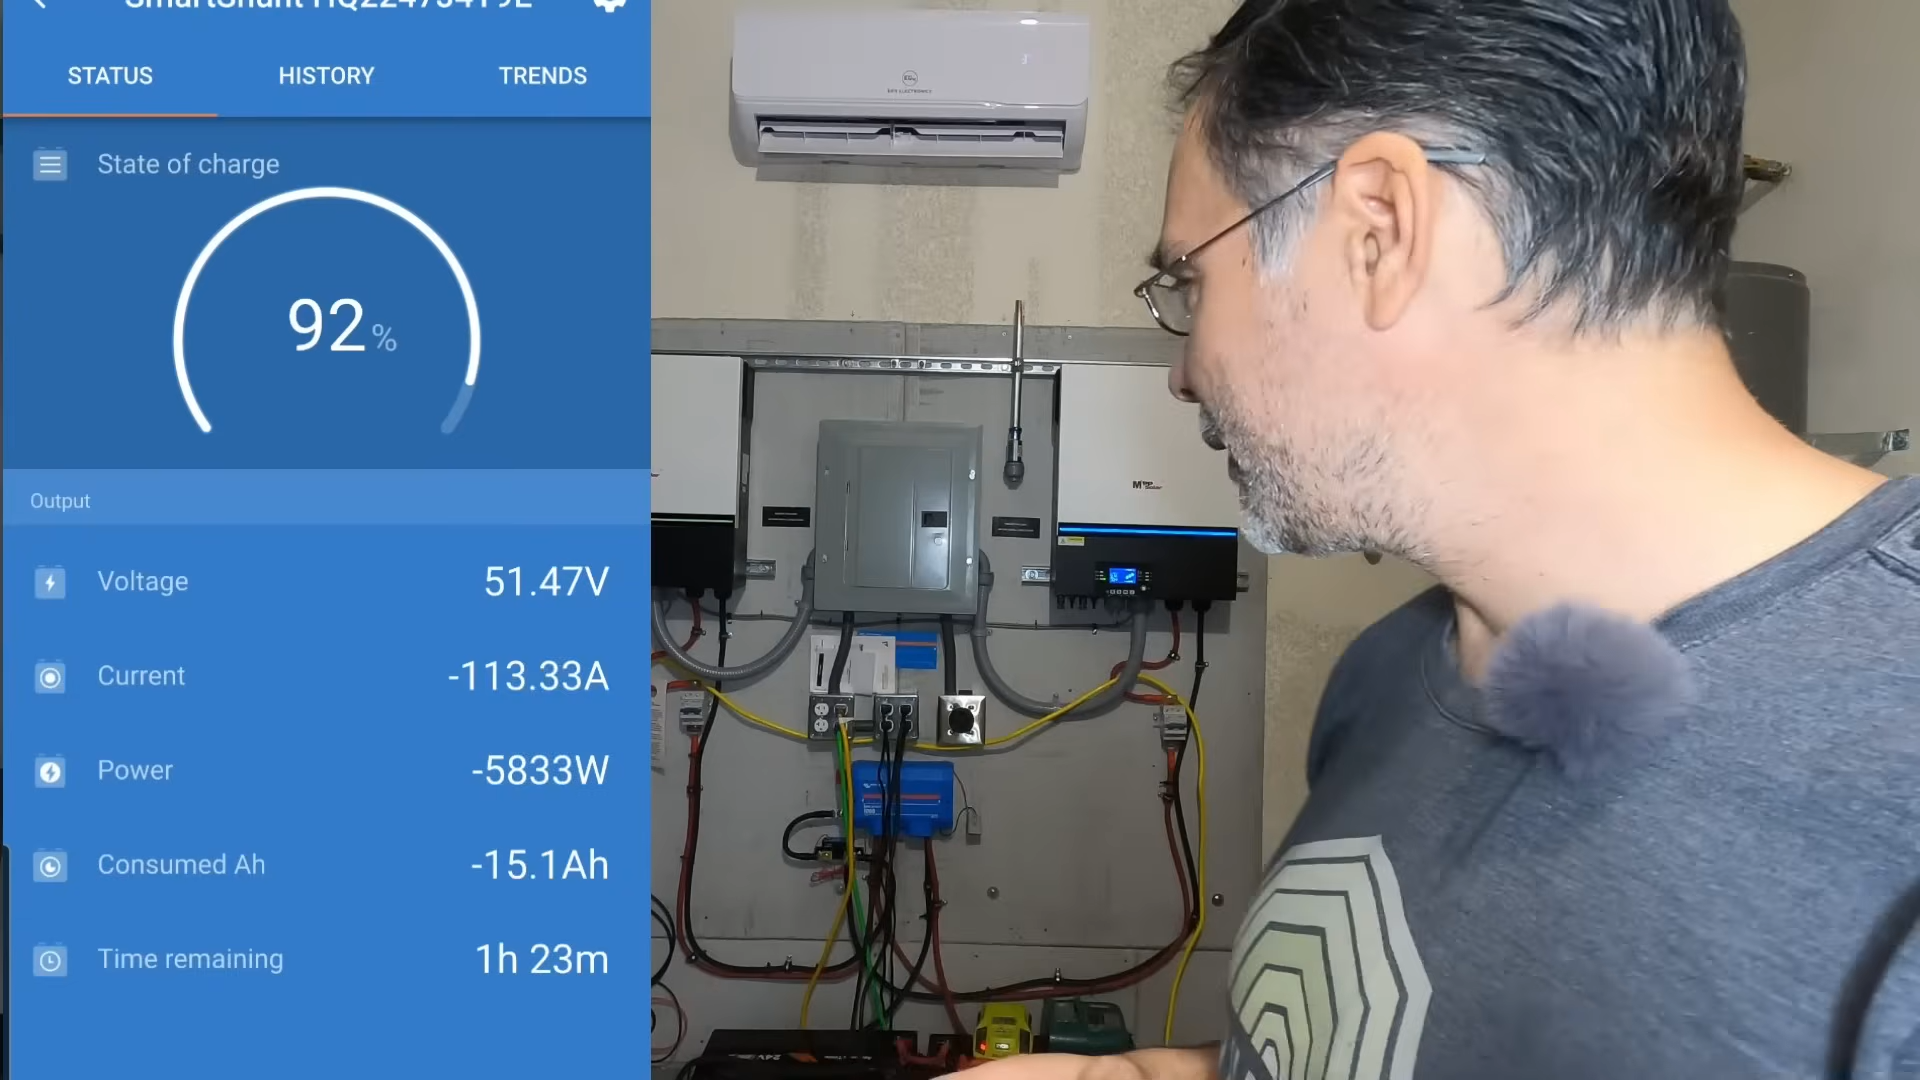 STATUS
HISTORY
TRENDS
State of charge
92%
Output
Voltage
51.47V
Current
-113.33A
Power
-5833W
Consumed Ah
-15.1Ah
Time remaining
1h 23m
24V